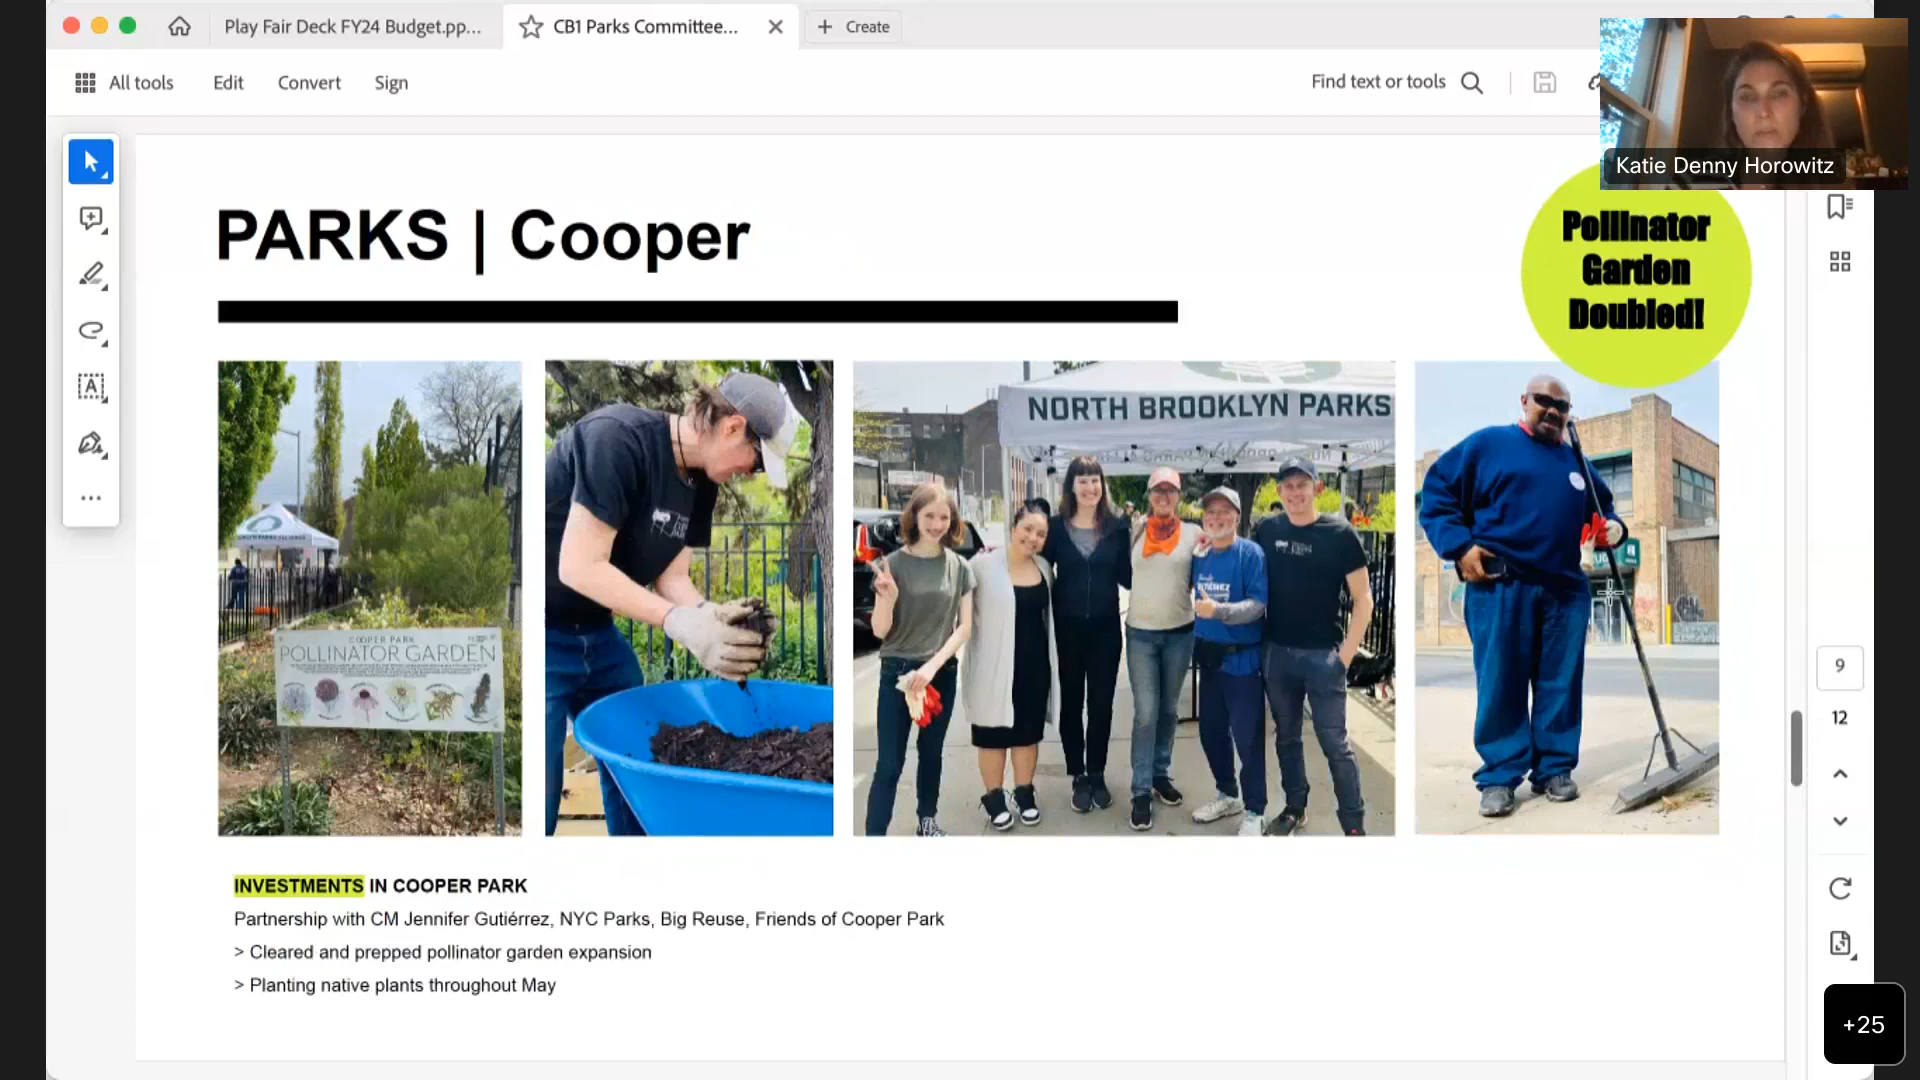 Play Fair Deck FY24 Budget.pp...
CB1 Parks Committee...
Create
All tools
Edit
Convert
Sign
Find text or tools
Katie Denny Horowitz
PARKS | Cooper
Pollinator
Garden
Doubled!
NORTH BROOKLYN PARKS
COOPER PARK
POLLINATOR GARDEN
9
12
INVESTMENTS IN COOPER PARK
Partnership with CM Jennifer Gutiérrez, NYC Parks, Big Reuse, Friends of Cooper Park
> Cleared and prepped pollinator garden expansion
> Planting native plants throughout May
+25